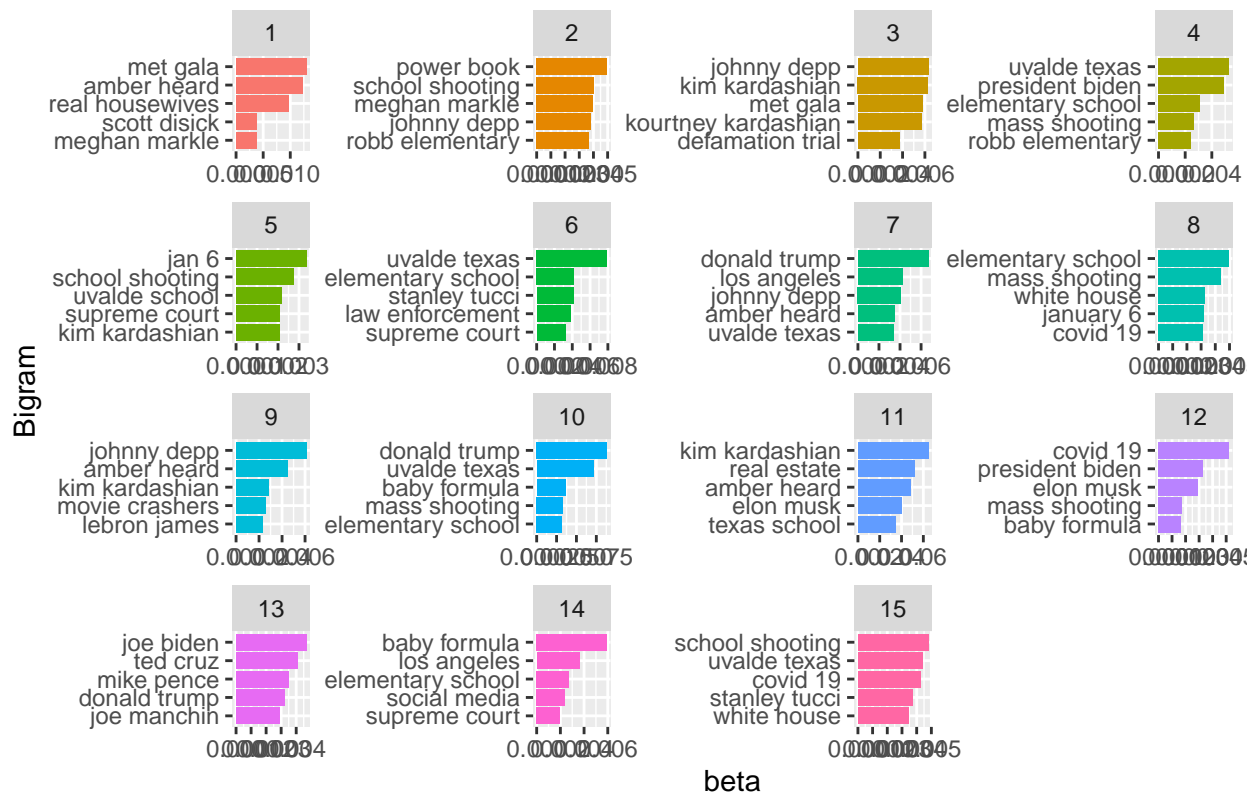 1
met gala
amber heard
real housewives
scott disick
meghan markle
2
power book
school shooting
meghan markle
johnny depp
robb elementary
3
johnny depp
kim kardashian
met gala
kourtney kardashian
defamation trial
4
uvalde texas
president biden
elementary school
mass shooting
robb elementary
5
jan 6
school shooting
uvalde school
supreme court
kim kardashian
6
uvalde texas
elementary school
stanley tucci
law enforcement
supreme court
7
donald trump
los angeles
johnny depp
amber heard
uvalde texas
8
elementary school
mass shooting
white house
january 6
covid 19
9
johnny depp
amber heard
kim kardashian
movie crashers
lebron james
10
donald trump
uvalde texas
baby formula
mass shooting
elementary school
11
kim kardashian
real estate
amber heard
elon musk
texas school
12
covid 19
president biden
elon musk
mass shooting
baby formula
13
joe biden
ted cruz
mike pence
donald trump
joe manchin
14
baby formula
los angeles
elementary school
social media
supreme court
15
school shooting
uvalde texas
covid 19
stanley tucci
white house
Bigram
beta